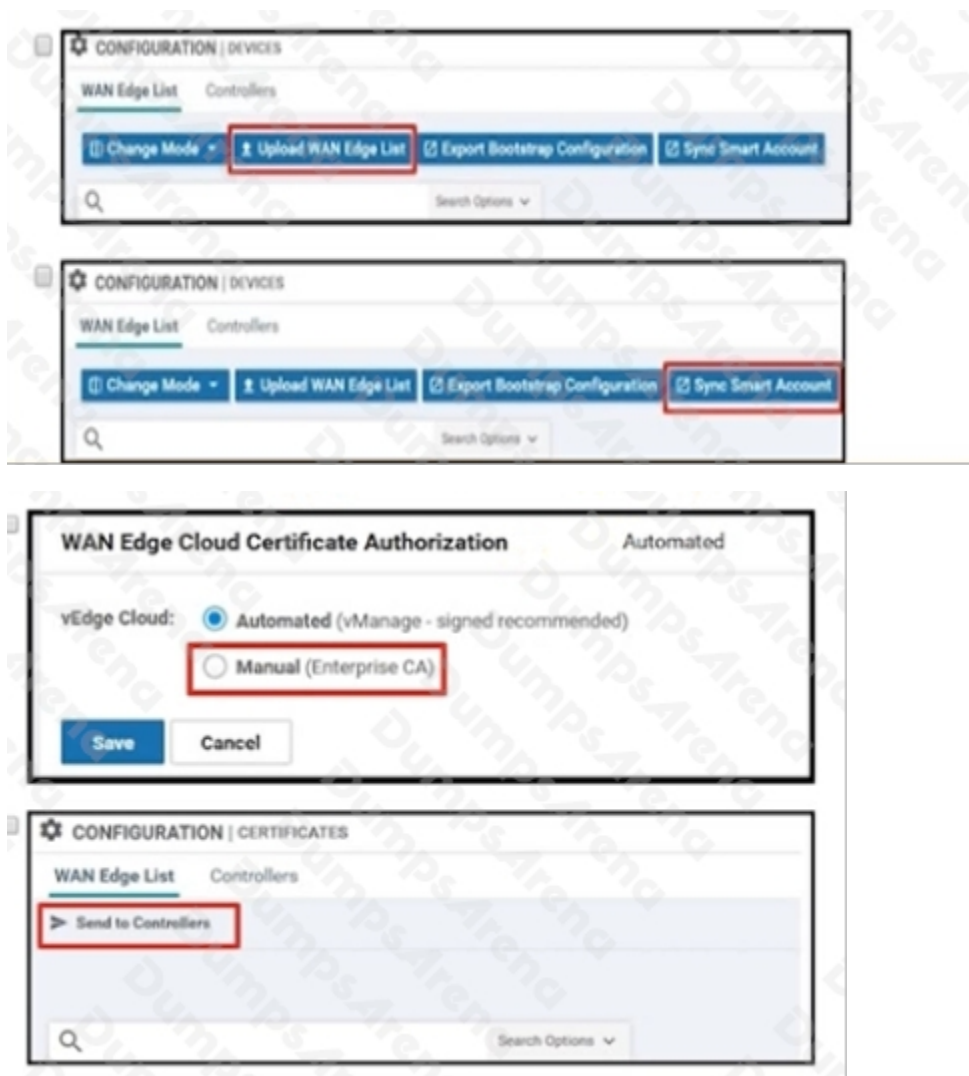 CONFIGURATION | DEVICES
WAN Edge List Controllers
Change Mode Upload WAN Edge List Export Bootstrap Configuration Sync Smart Account
Search Options
CONFIGURATION | DEVICES
WAN Edge List Controllers
Change Mode Upload WAN Edge List Export Bootstrap Configuration Sync Smart Account
Search Options
WAN Edge Cloud Certificate Authorization Automated
vEdge Cloud: Automated (vManage - signed recommended)
Manual (Enterprise CA)
Save Cancel
CONFIGURATION | CERTIFICATES
WAN Edge List Controllers
Send to Controllers
Search Options
DumpsArena